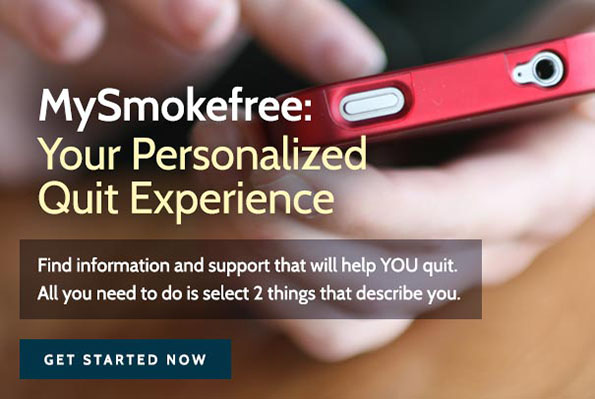 MySmokefree:
Your Personalized
Quit Experience
Find information and support that will help YOU quit.
All you need to do is select 2 things that describe you.
GET STARTED NOW